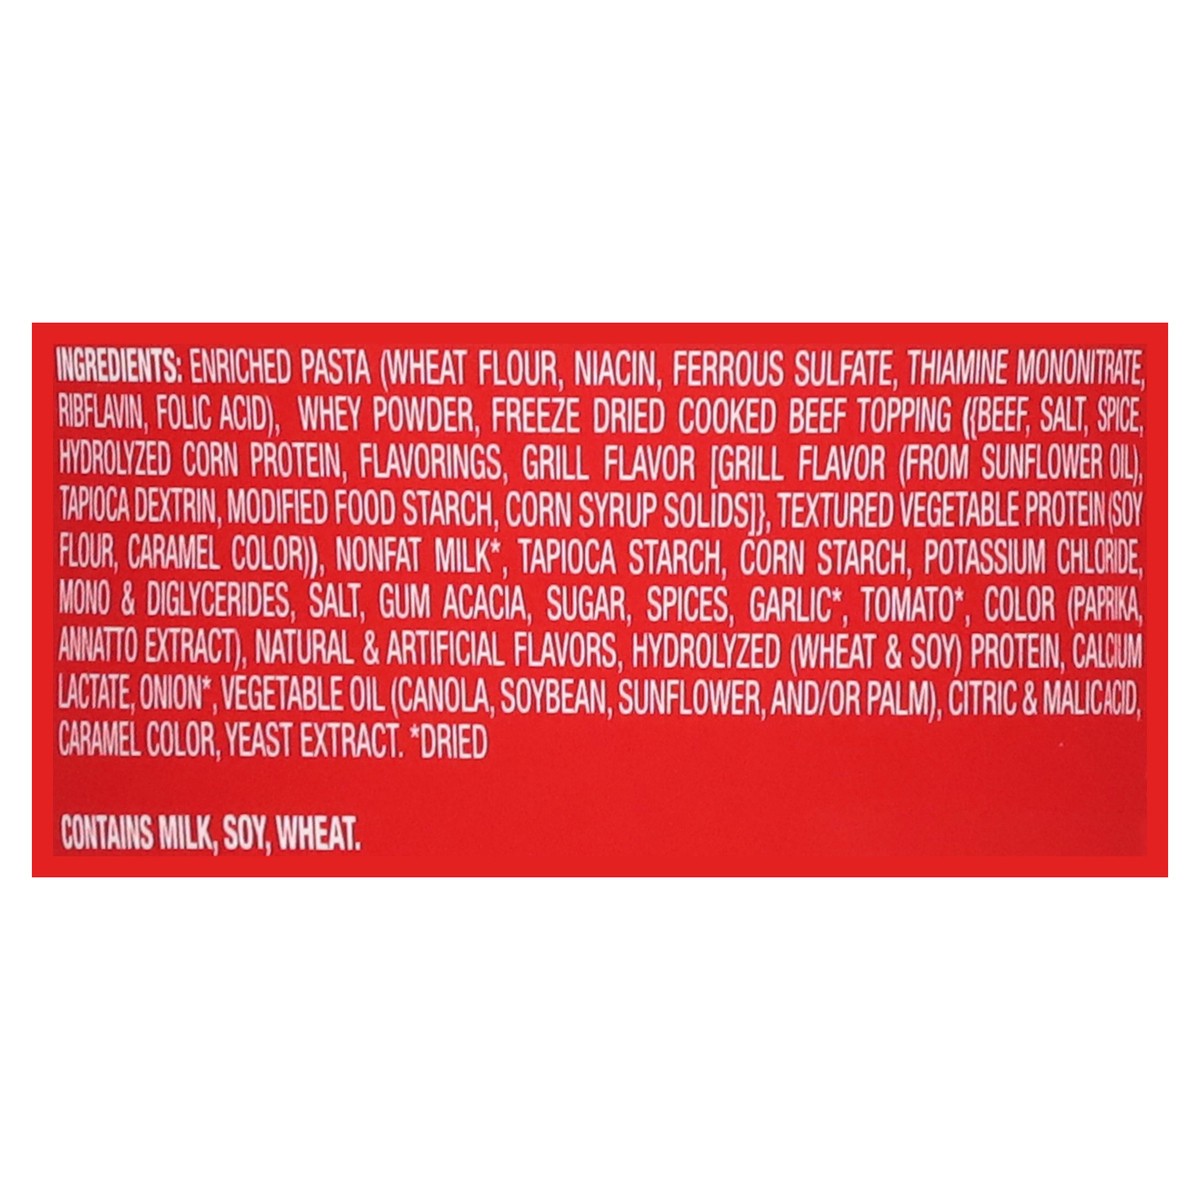 INGREDIENTS: ENRICHED PASTA (WHEAT FLOUR, NIACIN, FERROUS SULFATE, THIAMINE MONONITRATE,
RIBFLAVIN, FOLIC ACID), WHEY POWDER, FREEZE DRIED COOKED BEEF TOPPING ({BEEF, SALT, SPICE,
HYDROLYZED CORN PROTEIN, FLAVORINGS, GRILL FLAVOR [GRILL FLAVOR (FROM SUNFLOWER OIL),
TAPIOCA DEXTRIN, MODIFIED FOOD STARCH, CORN SYRUP SOLIDS]}, TEXTURED VEGETABLE PROTEIN (SOY
FLOUR, CARAMEL COLOR)), NONFAT MILK*, TAPIOCA STARCH, CORN STARCH, POTASSIUM CHLORIDE,
MONO & DIGLYCERIDES, SALT, GUM ACACIA, SUGAR, SPICES, GARLIC*, TOMATO*, COLOR (PAPRIKA,
ANNATTO EXTRACT), NATURAL & ARTIFICIAL FLAVORS, HYDROLYZED (WHEAT & SOY) PROTEIN, CALCIUM
LACTATE, ONION*, VEGETABLE OIL (CANOLA, SOYBEAN, SUNFLOWER, AND/OR PALM), CITRIC & MALIC ACID,
CARAMEL COLOR, YEAST EXTRACT. *DRIED
CONTAINS MILK, SOY, WHEAT.